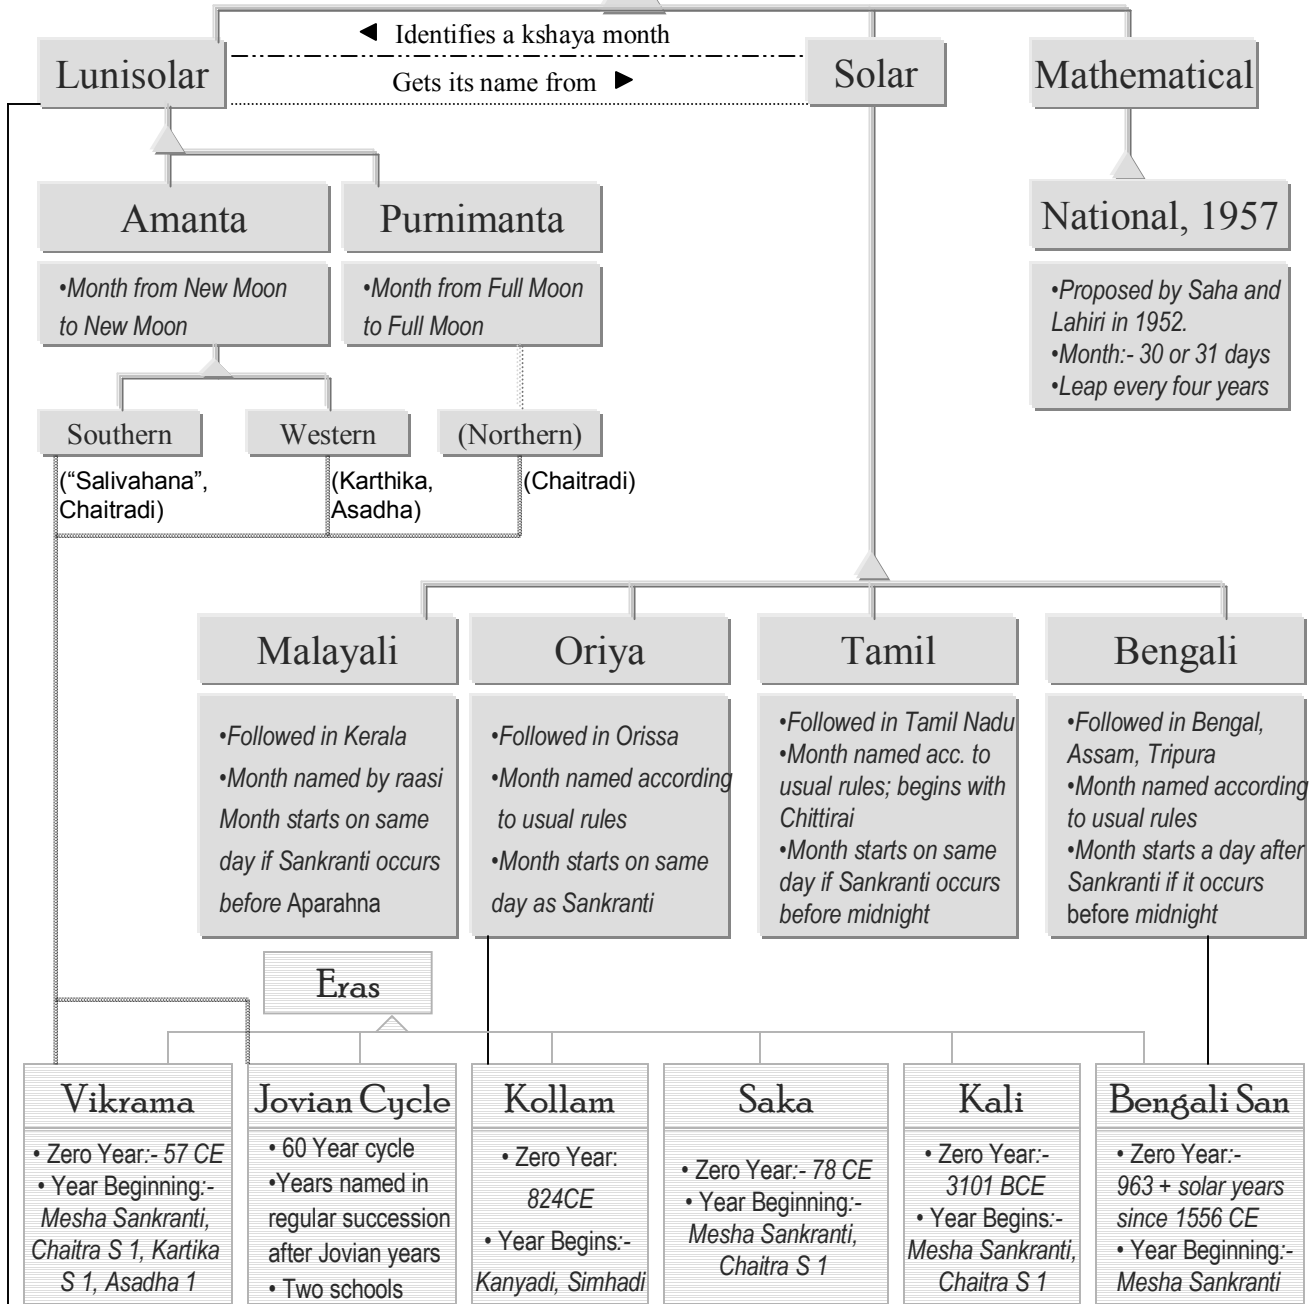 ◄ Identifies a kshaya month
Gets its name from ►
Lunisolar
Solar
Mathematical
Amanta
Purnimanta
National, 1957
•Month from New Moon
to New Moon
•Month from Full Moon
to Full Moon
•Proposed by Saha and
Lahiri in 1952.
•Month:- 30 or 31 days
•Leap every four years
Southern
Western
(Northern)
("Salivahana",
Chaitradi)
(Karthika,
Asadha)
(Chaitradi)
Malayali
•Followed in Kerala
•Month named by raasi
Month starts on same
day if Sankranti occurs
before Aparahna
Oriya
•Followed in Orissa
•Month named according
to usual rules
•Month starts on same
day as Sankranti
Tamil
•Followed in Tamil Nadu
•Month named acc. to
usual rules; begins with
Chittirai
•Month starts on same
day if Sankranti occurs
before midnight
Bengali
•Followed in Bengal,
Assam, Tripura
•Month named according
to usual rules
•Month starts a day after
Sankranti if it occurs
before midnight
Eras
Vikrama
• Zero Year:- 57 CE
• Year Beginning:-
Mesha Sankranti,
Chaitra S 1, Kartika
S 1, Asadha 1
Jovian Cycle
• 60 Year cycle
•Years named in
regular succession
after Jovian years
• Two schools
Kollam
• Zero Year:
824CE
• Year Begins:-
Kanyadi, Simhadi
Saka
• Zero Year:- 78 CE
• Year Beginning:-
Mesha Sankranti,
Chaitra S 1
Kali
• Zero Year:-
3101 BCE
• Year Begins:-
Mesha Sankranti,
Chaitra S 1
Bengali San
• Zero Year:-
963 + solar years
since 1556 CE
• Year Beginning:-
Mesha Sankranti